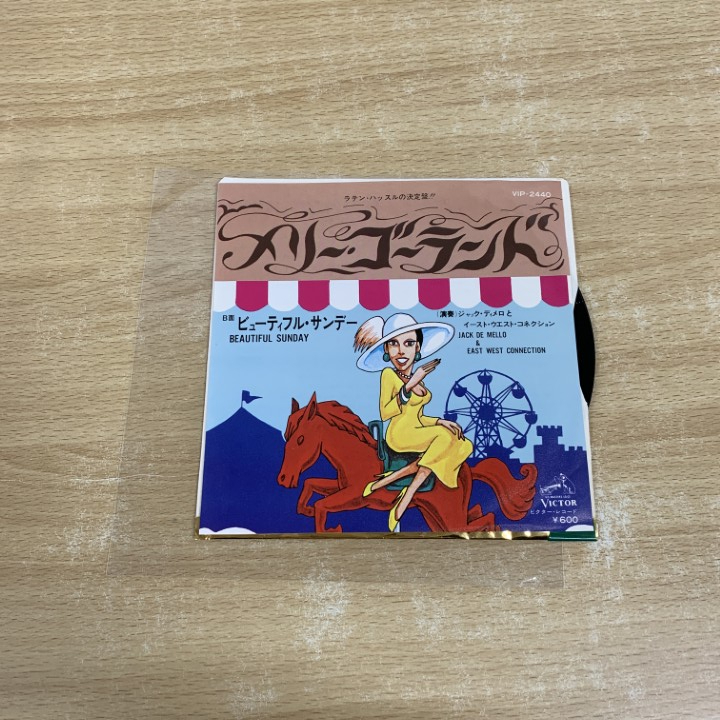 ラテン・ハッスルの決定盤!!
VIP-2440
メリー・ゴーランド
B面 ビューティフル・サンデー
BEAUTIFUL SUNDAY
(演奏)ジャック・デ・メロと
イースト・ウエスト・コネクション
JACK DE MELLO
&
EAST WEST CONNECTION
VICTOR
ビクター・レコード
¥600